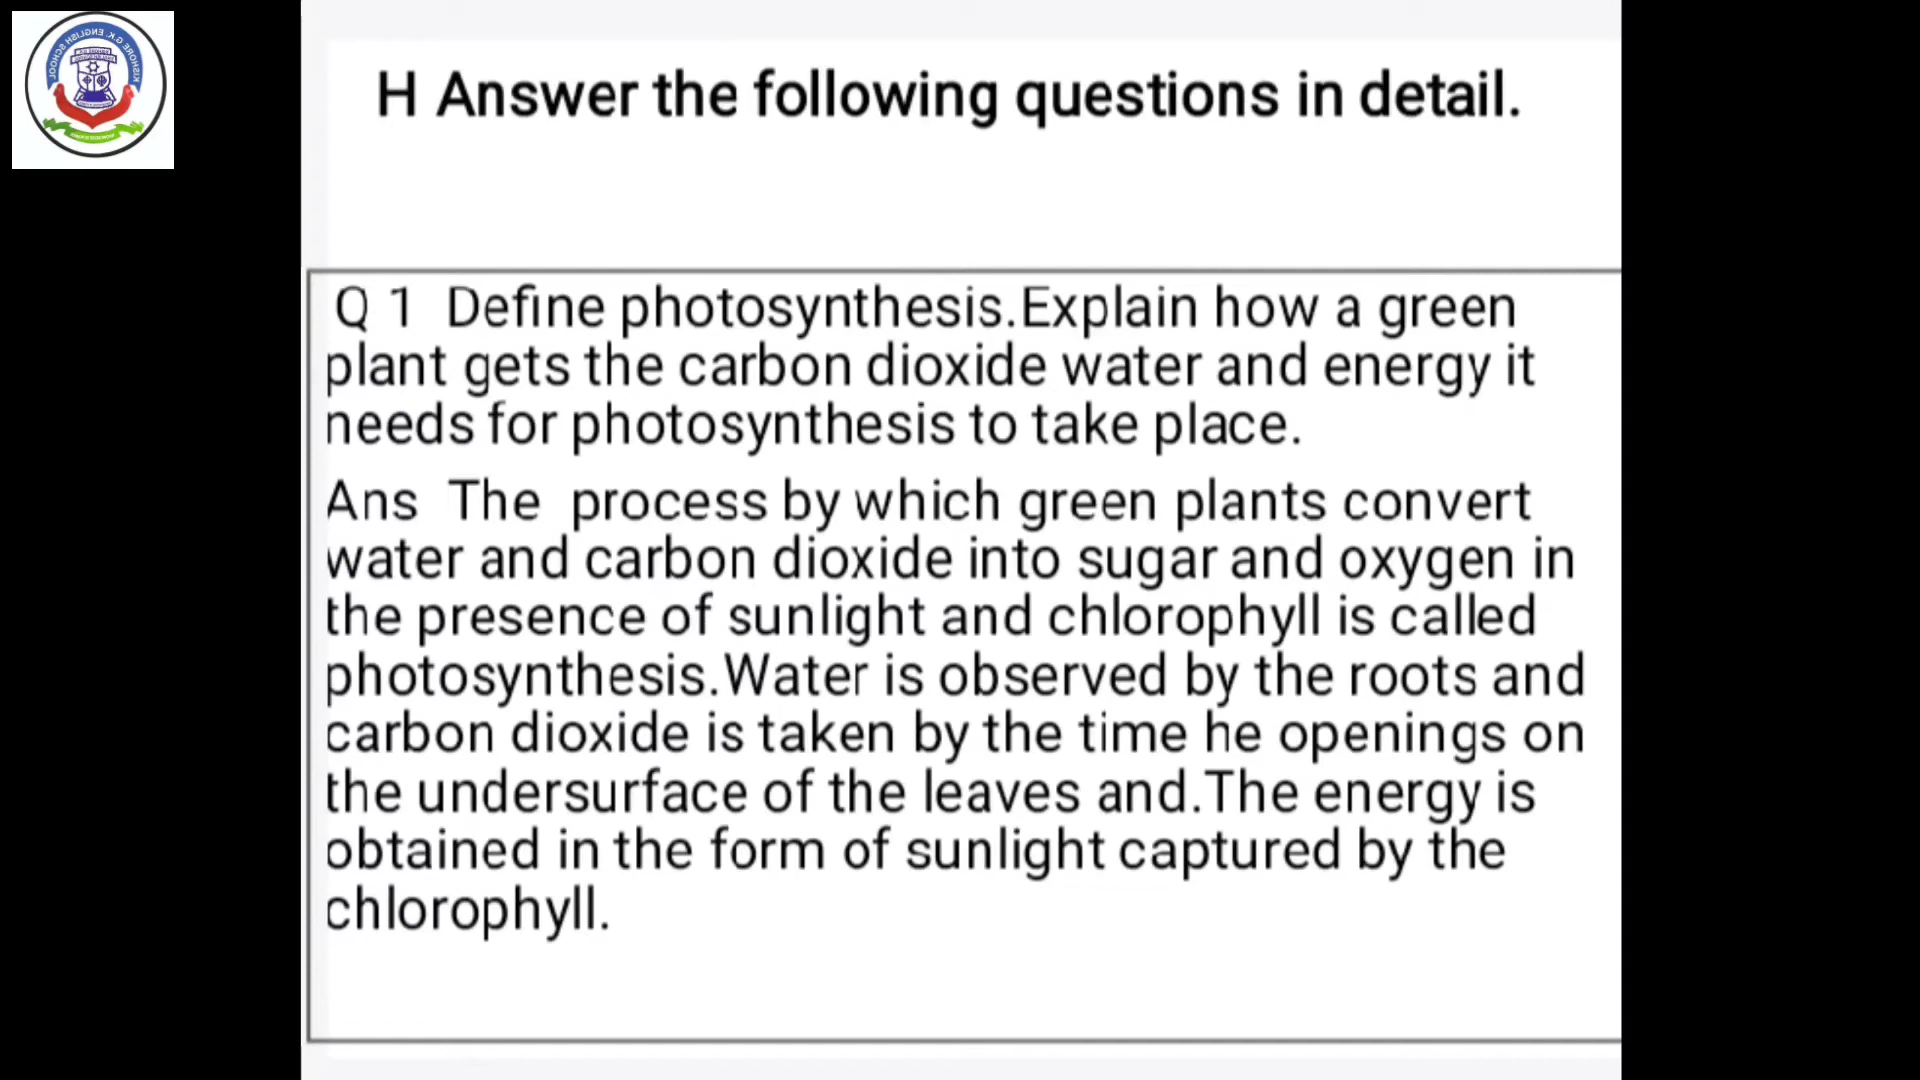 KISHORE G.K. ENGLISH SCHOOL
H Answer the following questions in detail.
Q 1 Define photosynthesis.Explain how a green
plant gets the carbon dioxide water and energy it
needs for photosynthesis to take place.
Ans The process by which green plants convert
water and carbon dioxide into sugar and oxygen in
the presence of sunlight and chlorophyll is called
photosynthesis.Water is observed by the roots and
carbon dioxide is taken by the time he openings on
the undersurface of the leaves and.The energy is
obtained in the form of sunlight captured by the
chlorophyll.